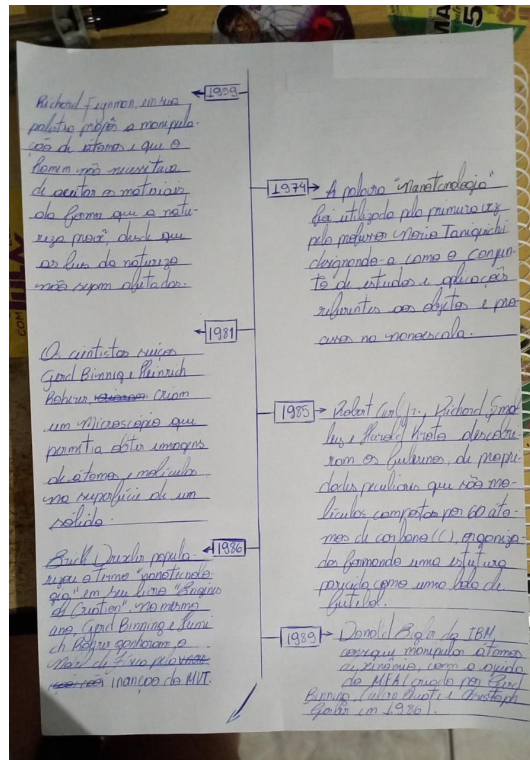 1959
Richard Feynman, em sua
palestra propôs a manipula-
ção de átomos e que o
homem não necessitava
de aceitar os materiais
da forma que a natu-
reza provê, desde que
as leis da natureza
não sejam afetadas.
1974
A palavra "nanotecnologia"
foi utilizada pela primeira vez
pelo professor Norio Taniguchi
designando-a como o conjun-
to de estudos e aplicações
referentes aos objetos e pro-
cessos na nanoescala.
1981
Os cientistas suiços
Gerd Binnig e Heinrich
Rohrer, criam
um microscópio que
permitia obter imagens
de átomos e moléculas
na superfície de um
sólido.
1985
Robert Curl Jr., Richard Smal
ley e Harold Kroto descobri-
ram os fulerenos, de proprie-
dades peculiares que são mo-
léculas compostas por 60 áto-
mos de carbono (C), organiza-
dos formando uma estrutura
parecida como uma bola de
futebol.
1986
Erick Drexler popula-
rizou o termo "nanotecnolo-
gia" em seu livro "Engines
of Creation". no mesmo
ano, Gerd Binning e
ch Rohrer ganharam o
de pela
do MVT.
1989
Donald Eigler da IBM,
consegue manipular átomos
de xenônio, com a ajuda
do MFA (criado por Gerd
Binning, Calvin Quate e Christoph
Gerber em 1986).